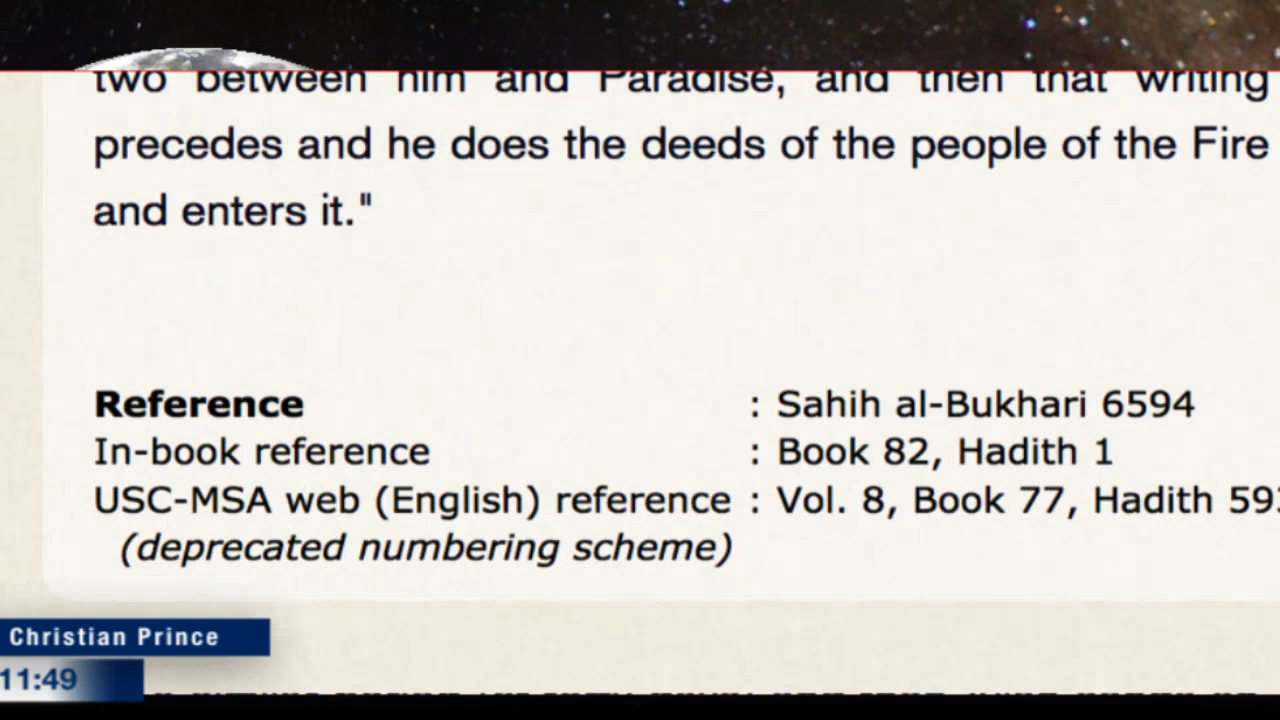 two between him and Paradise, and then that writing
precedes and he does the deeds of the people of the Fire
and enters it."
Reference : Sahih al-Bukhari 6594
In-book reference : Book 82, Hadith 1
USC-MSA web (English) reference : Vol. 8, Book 77, Hadith
(deprecated numbering scheme)
Christian Prince
11:49